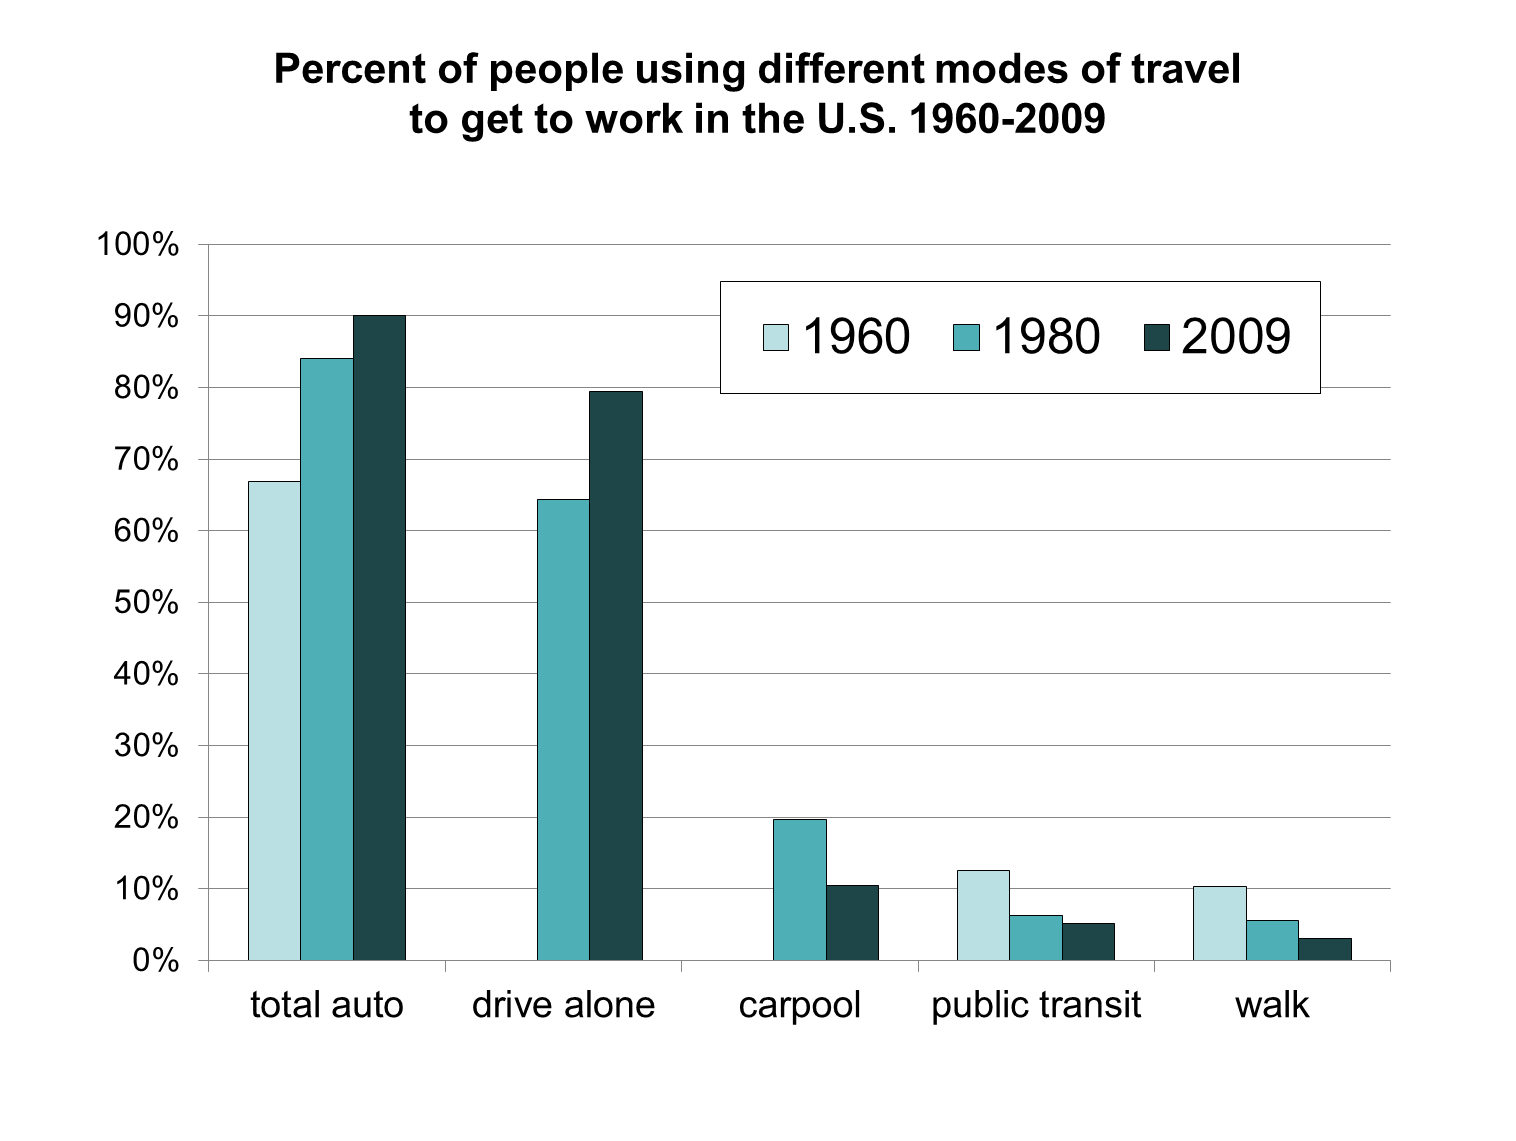 Percent of people using different modes of travel
to get to work in the U.S. 1960-2009
100%
90%
80%
70%
60%
50%
40%
30%
20%
10%
0%
1960 1980 2009
total auto drive alone carpool public transit walk